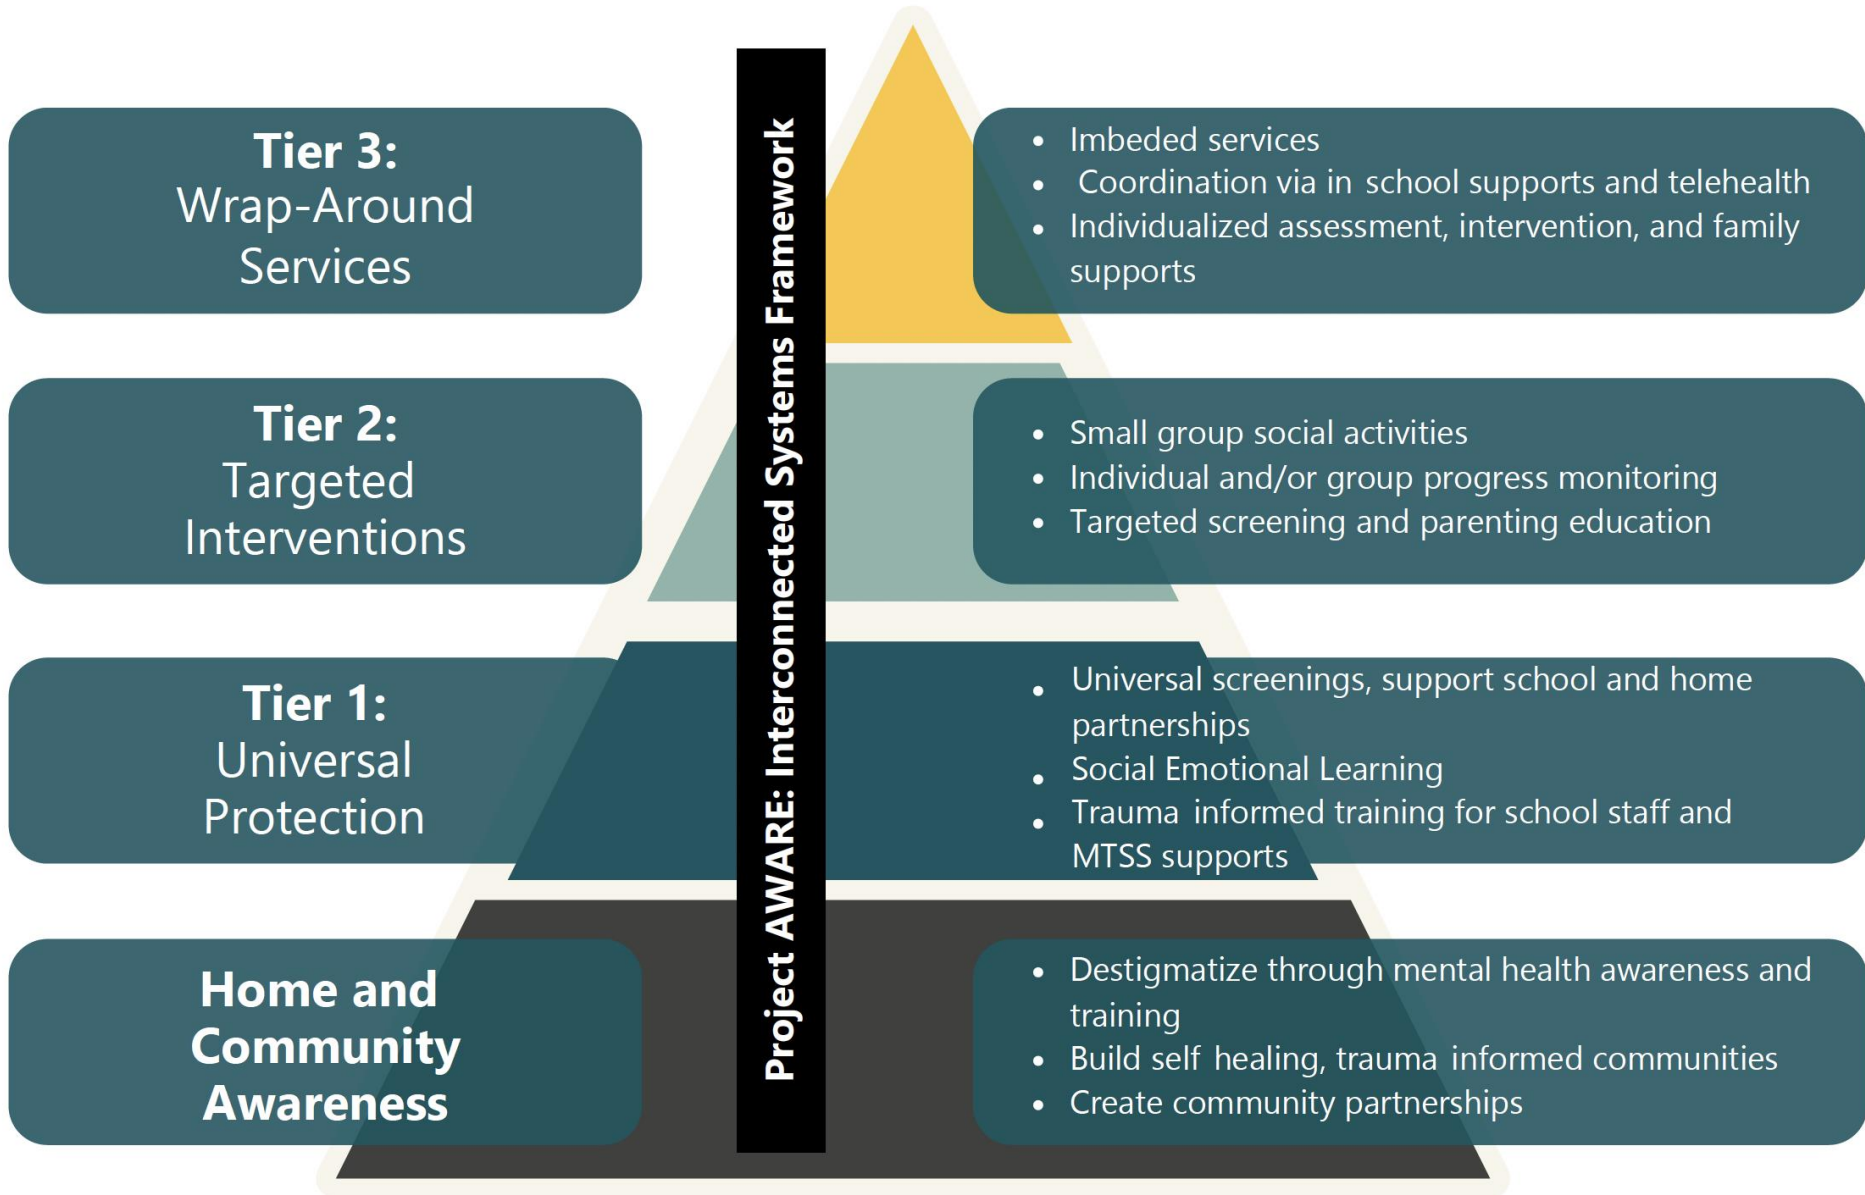 Tier 3:
Wrap-Around
Services
• Imbeded services
• Coordination via in school supports and telehealth
• Individualized assessment, intervention, and family
supports
Project AWARE: Interconnected Systems Framework
Tier 2:
Targeted
Interventions
• Small group social activities
• Individual and/or group progress monitoring
• Targeted screening and parenting education
Tier 1:
Universal
Protection
• Universal screenings, support school and home
partnerships
• Social Emotional Learning
• Trauma informed training for school staff and
MTSS supports
Home and
Community
Awareness
• Destigmatize through mental health awareness and
training
• Build self healing, trauma informed communities
• Create community partnerships